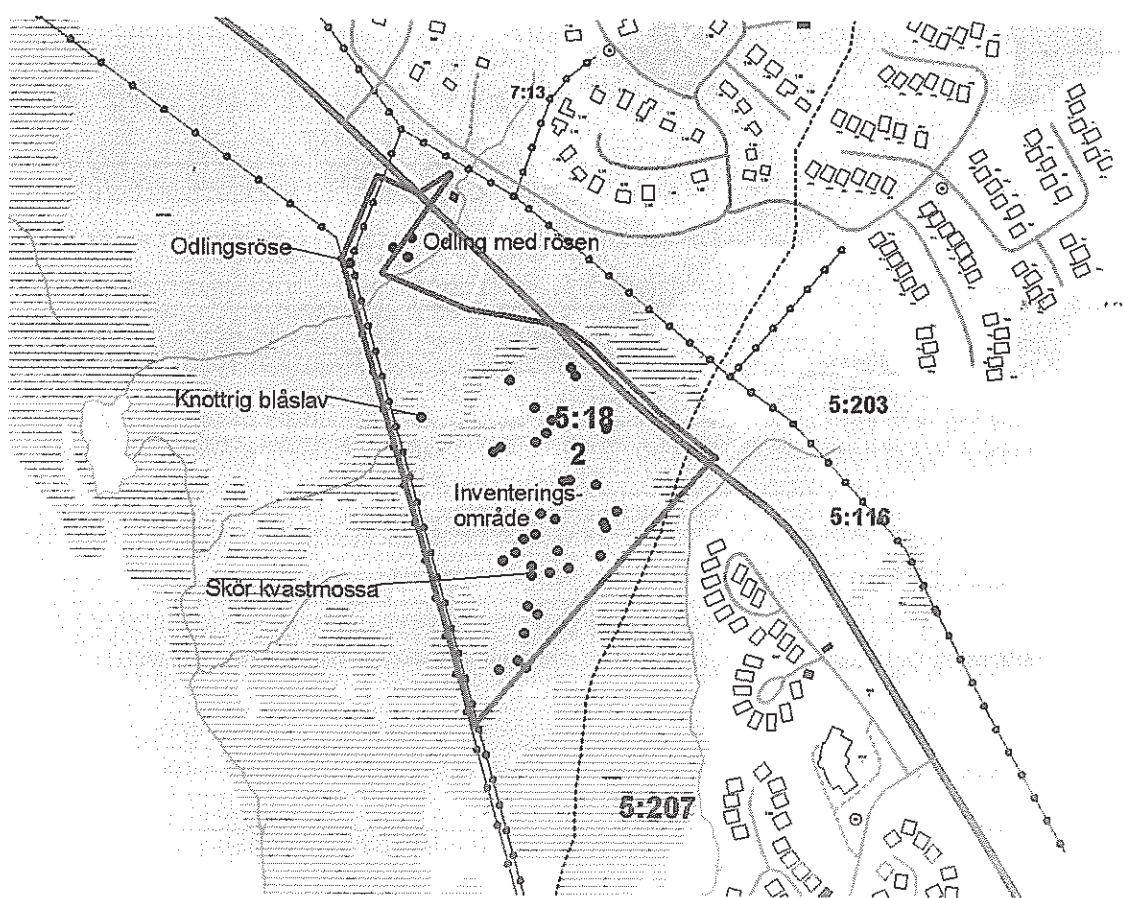 7:13
Odlingsröse
Odling med rösen
Knottrig blåslav
5:18
2
5:203
Inventerings-
område
5:116
Skör kvastmossa
5:207